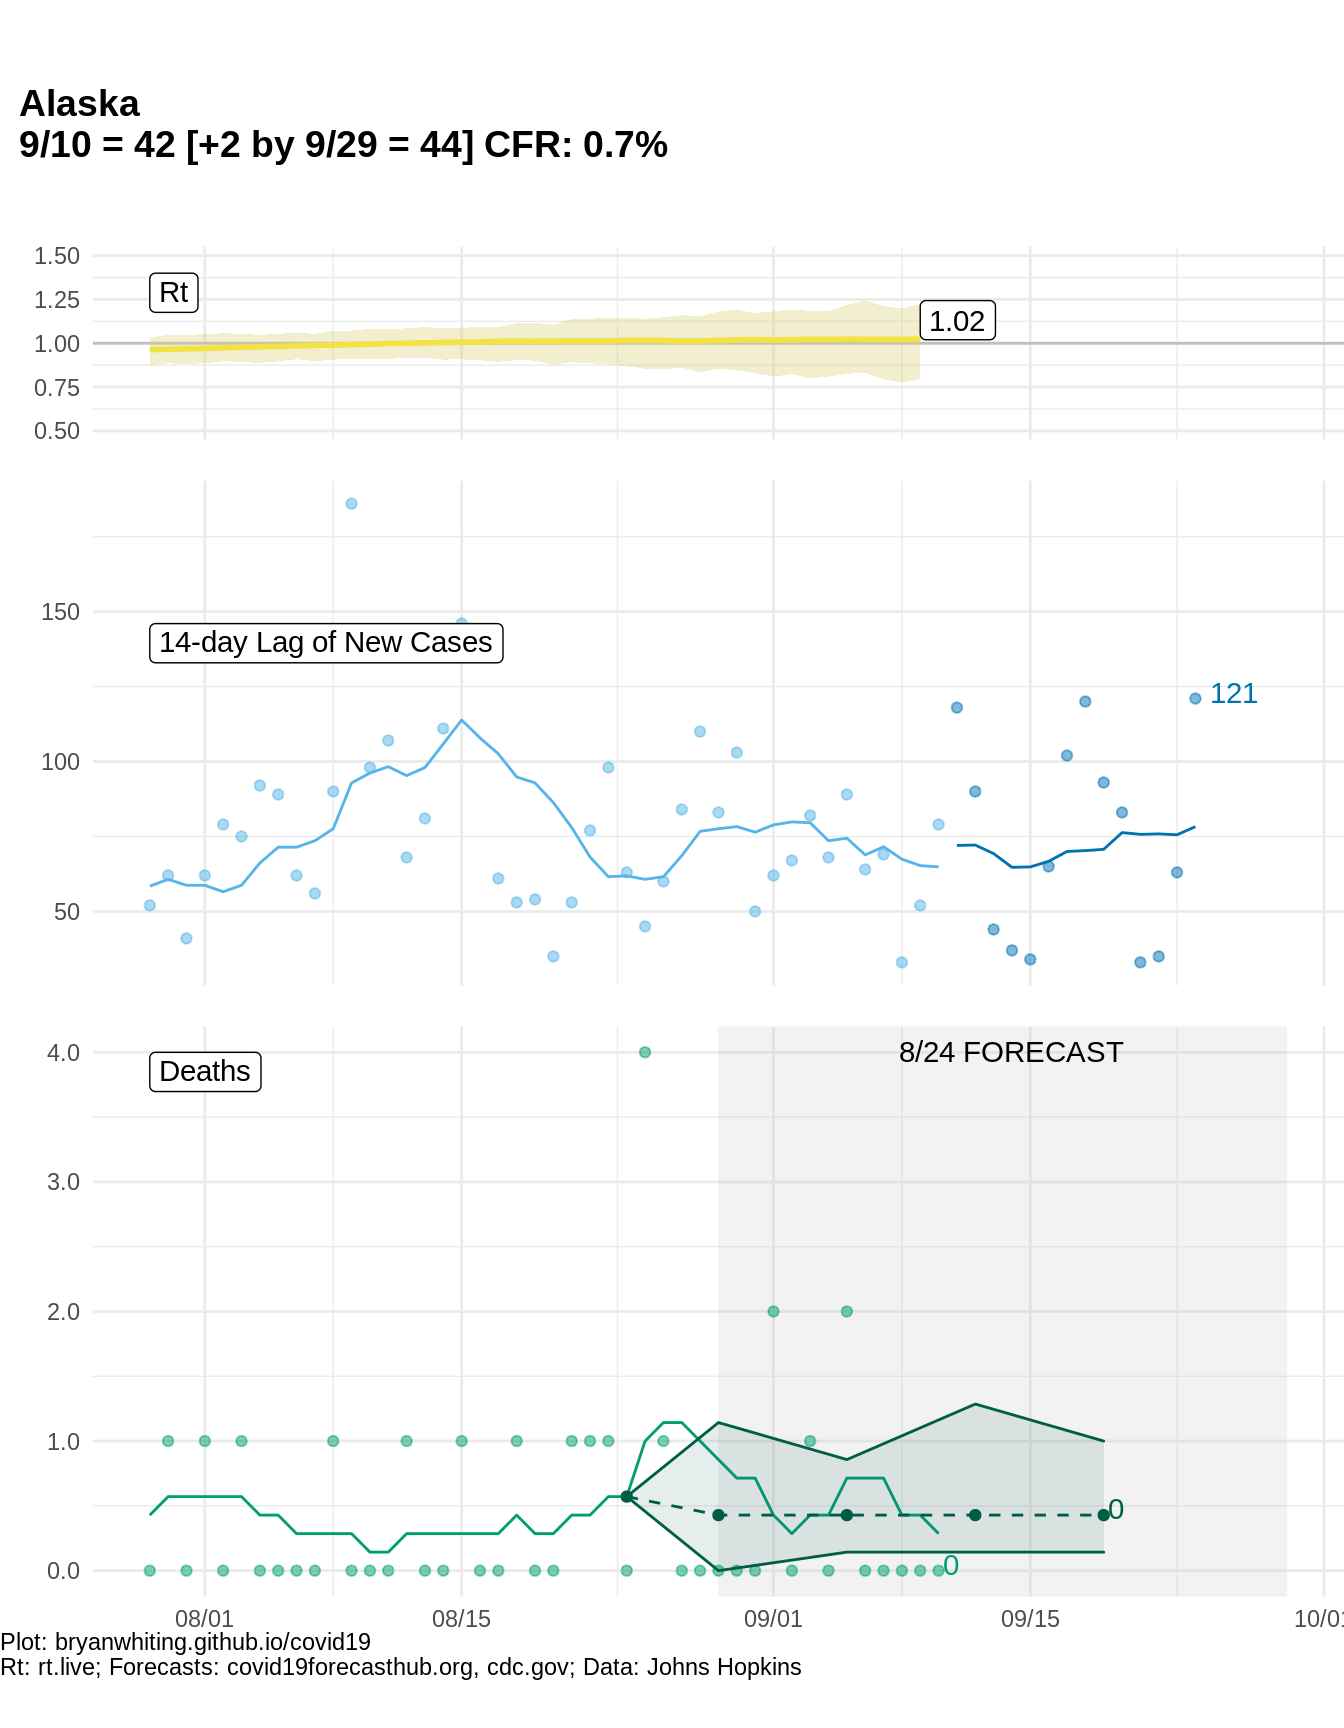 Alaska
9/10 = 42 [+2 by 9/29 = 44] CFR: 0.7%
1.50
1.25
1.00
0.75
0.50
Rt
1.02
150
100
50
14-day Lag of New Cases
121
4.0
3.0
2.0
1.0
0.0
Deaths
8/24 FORECAST
0
0
08/01 08/15 09/01 09/15 10/01
Plot: bryanwhiting.github.io/covid19
Rt: rt.live; Forecasts: covid19forecasthub.org, cdc.gov; Data: Johns Hopkins